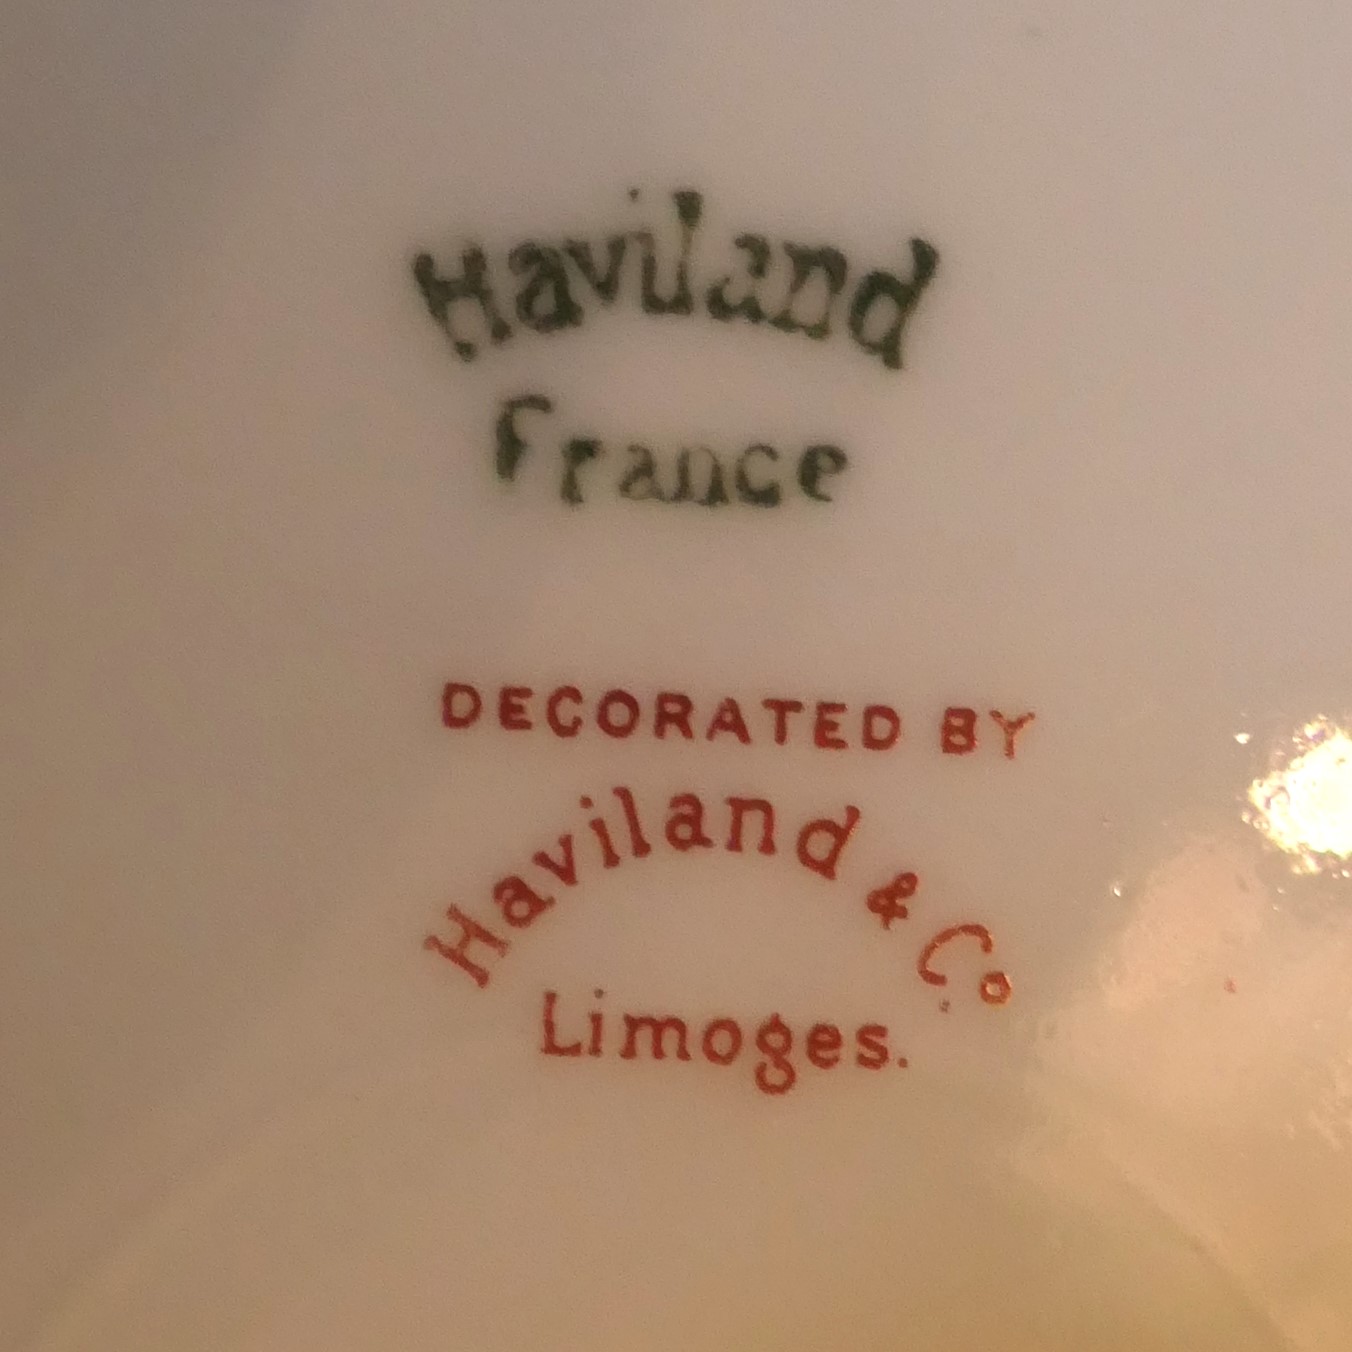 Haviland
France
DECORATED BY
Haviland & Co
Limoges.